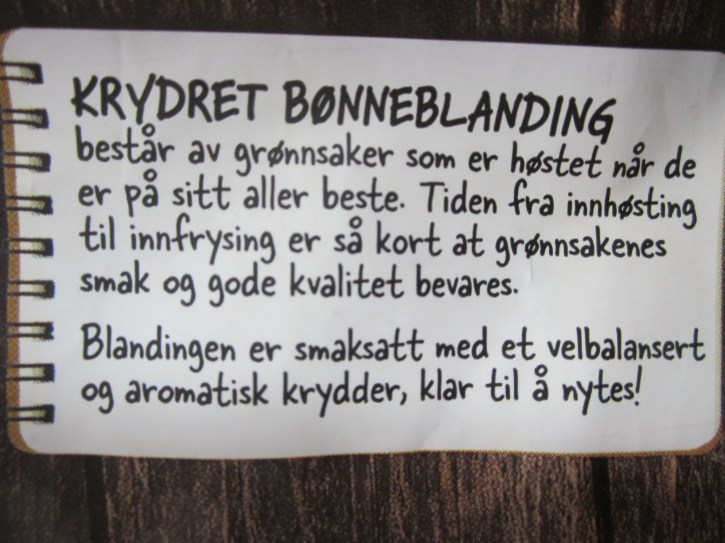 KRYDRET BØNNEBLANDING
består av grønnsaker som er høstet når de
er på sitt aller beste. Tiden fra innhøsting
til innfrysing er så kort at grønnsakenes
smak og gode kvalitet bevares.
Blandingen er smaksatt med et velbalansert
og aromatisk krydder, klar til å nytes!